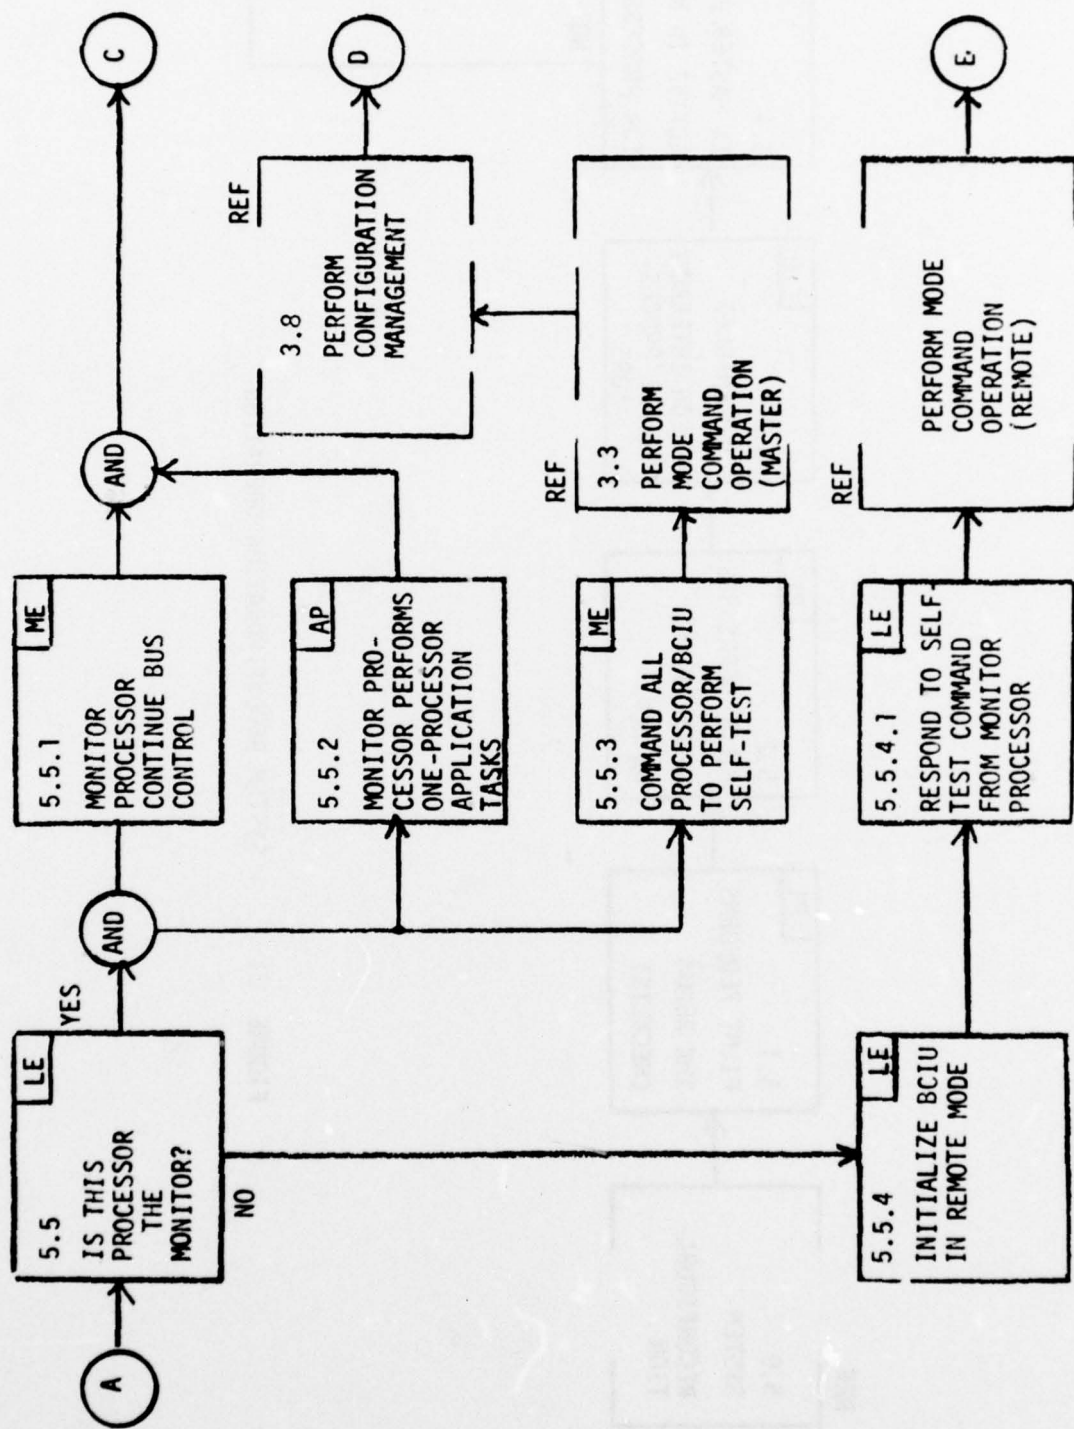 A
5.5
LE
IS THIS
PROCESSOR
THE
MONITOR?
YES
NO
AND
5.5.1
ME
MONITOR
PROCESSOR
CONTINUE BUS
CONTROL
AND
C
5.5.2
AP
MONITOR PRO-
CESSOR PERFORMS
ONE-PROCESSOR
APPLICATION
TASKS
5.5.3
ME
COMMAND ALL
PROCESSOR/BCIU
TO PERFORM
SELF-TEST
REF
3.3
PERFORM
MODE
COMMAND
OPERATION
(MASTER)
REF
3.8
PERFORM
CONFIGURATION
MANAGEMENT
D
5.5.4
LE
INITIALIZE BCIU
IN REMOTE MODE
5.5.4.1
LE
RESPOND TO SELF-
TEST COMMAND
FROM MONITOR
PROCESSOR
REF
PERFORM MODE
COMMAND
OPERATION
(REMOTE)
E